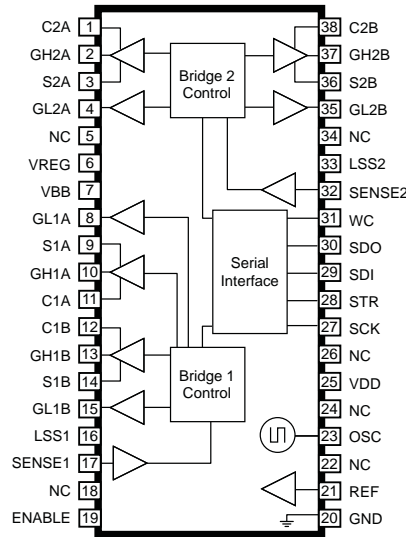 C2A 1
GH2A 2
S2A 3
GL2A 4
NC 5
VREG 6
VBB 7
GL1A 8
S1A 9
GH1A 10
C1A 11
C1B 12
GH1B 13
S1B 14
GL1B 15
LSS1 16
SENSE1 17
NC 18
ENABLE 19
Bridge 2
Control
Serial
Interface
Bridge 1
Control
38 C2B
37 GH2B
36 S2B
35 GL2B
34 NC
33 LSS2
32 SENSE2
31 WC
30 SDO
29 SDI
28 STR
27 SCK
26 NC
25 VDD
24 NC
23 OSC
22 NC
21 REF
20 GND